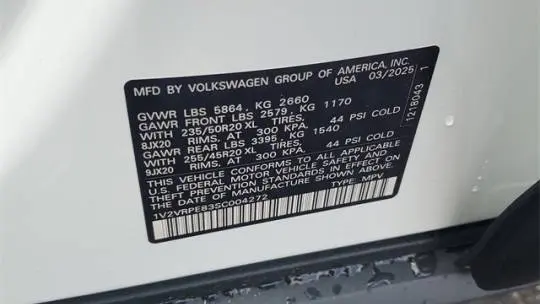 MFD BY VOLKSWAGEN GROUP OF AMERICA, INC.
USA 03/2025
GVWR LBS 5864, KG 2660
GAWR FRONT LBS 2579, KG 1170
WITH 235/50R20 XL TIRES,
8JX20 RIMS, AT 300 KPA, 44 PSI COLD
GAWR REAR LBS 3395, KG 1540
WITH 255/45R20 XL TIRES,
9JX20 RIMS, AT 300 KPA, 44 PSI COLD
THIS VEHICLE CONFORMS TO ALL APPLICABLE
U.S. FEDERAL MOTOR VEHICLE SAFETY AND
THEFT PREVENTION STANDARDS IN EFFECT ON
THE DATE OF MANUFACTURE SHOWN ABOVE.
1V2VRPE83SC004272 TYPE: MPV
1218043 1